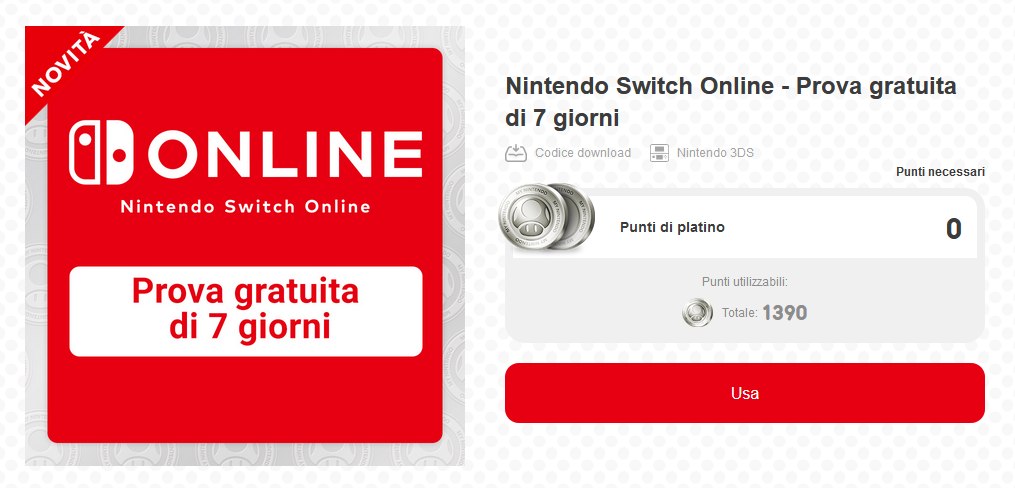 NOVITÀ
ONLINE
Nintendo Switch Online
Prova gratuita
di 7 giorni
Nintendo Switch Online - Prova gratuita
di 7 giorni
Codice download Nintendo 3DS
Punti necessari
Punti di platino 0
Punti utilizzabili:
Totale: 1390
Usa